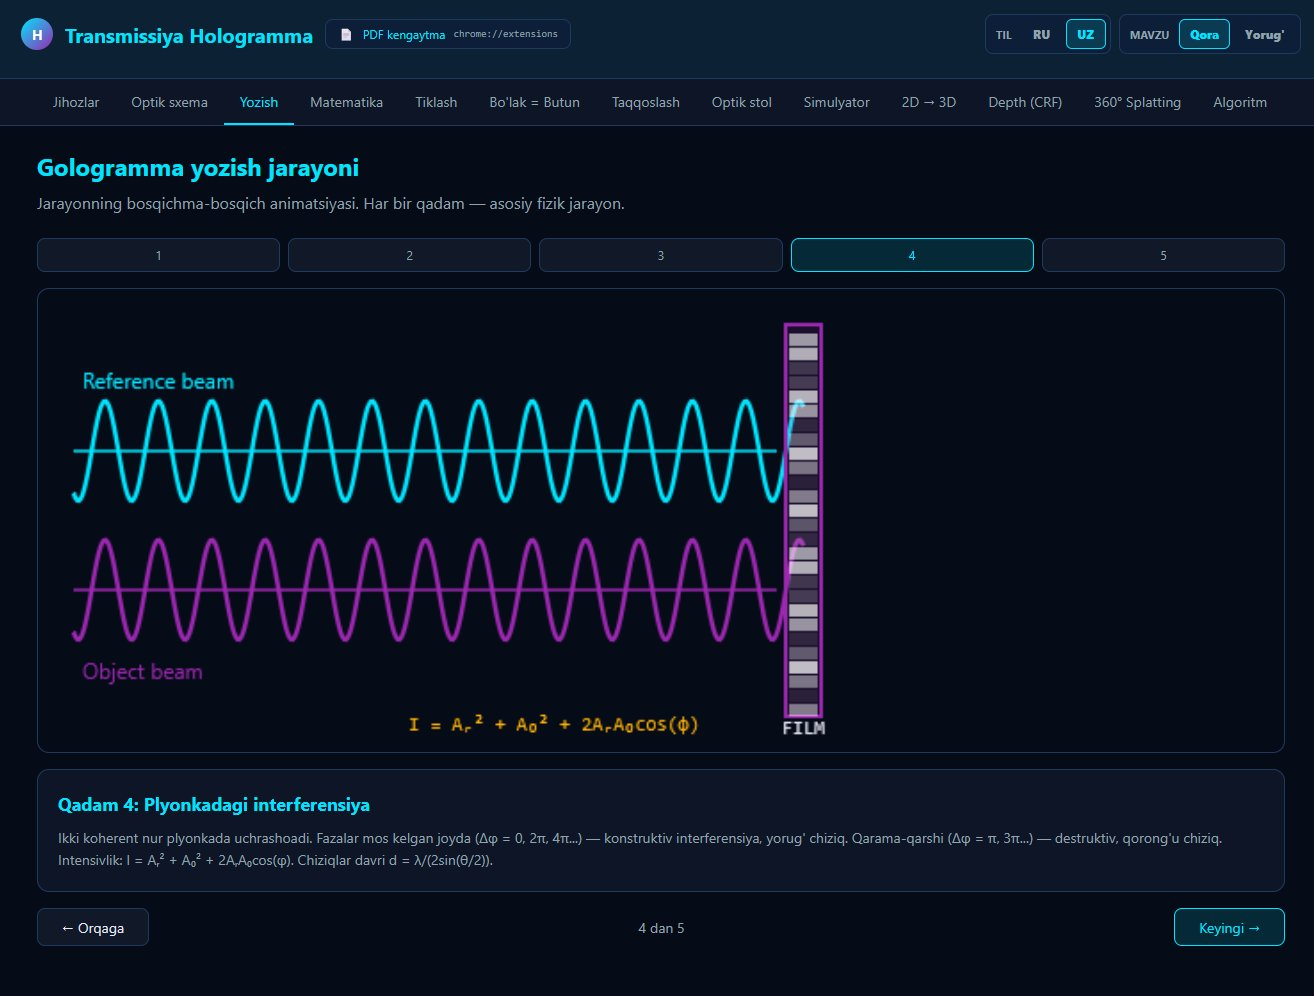 H
Transmissiya Hologramma
PDF kengaytma chrome://extensions
TIL RU UZ
MAVZU Qora Yorug'
Jihozlar Optik sxema Yozish Matematika Tiklash Bo'lak = Butun Taqqoslash Optik stol Simulyator 2D → 3D Depth (CRF) 360° Splatting Algoritm
Gologramma yozish jarayoni
Jarayonning bosqichma-bosqich animatsiyasi. Har bir qadam — asosiy fizik jarayon.
1 2 3 4 5
Reference beam
Object beam
I = Aᵣ² + A₀² + 2AᵣA₀cos(ϕ)
FILM
Qadam 4: Plyonkadagi interferensiya
Ikki koherent nur plyonkada uchrashoadi. Fazalar mos kelgan joyda (Δφ = 0, 2π, 4π...) — konstruktiv interferensiya, yorug' chiziq. Qarama-qarshi (Δφ = π, 3π...) — destruktiv, qorong'u chiziq.
Intensivlik: I = Aᵣ² + A₀² + 2AᵣA₀cos(φ). Chiziqlar davri d = λ/(2sin(θ/2)).
← Orqaga
4 dan 5
Keyingi →